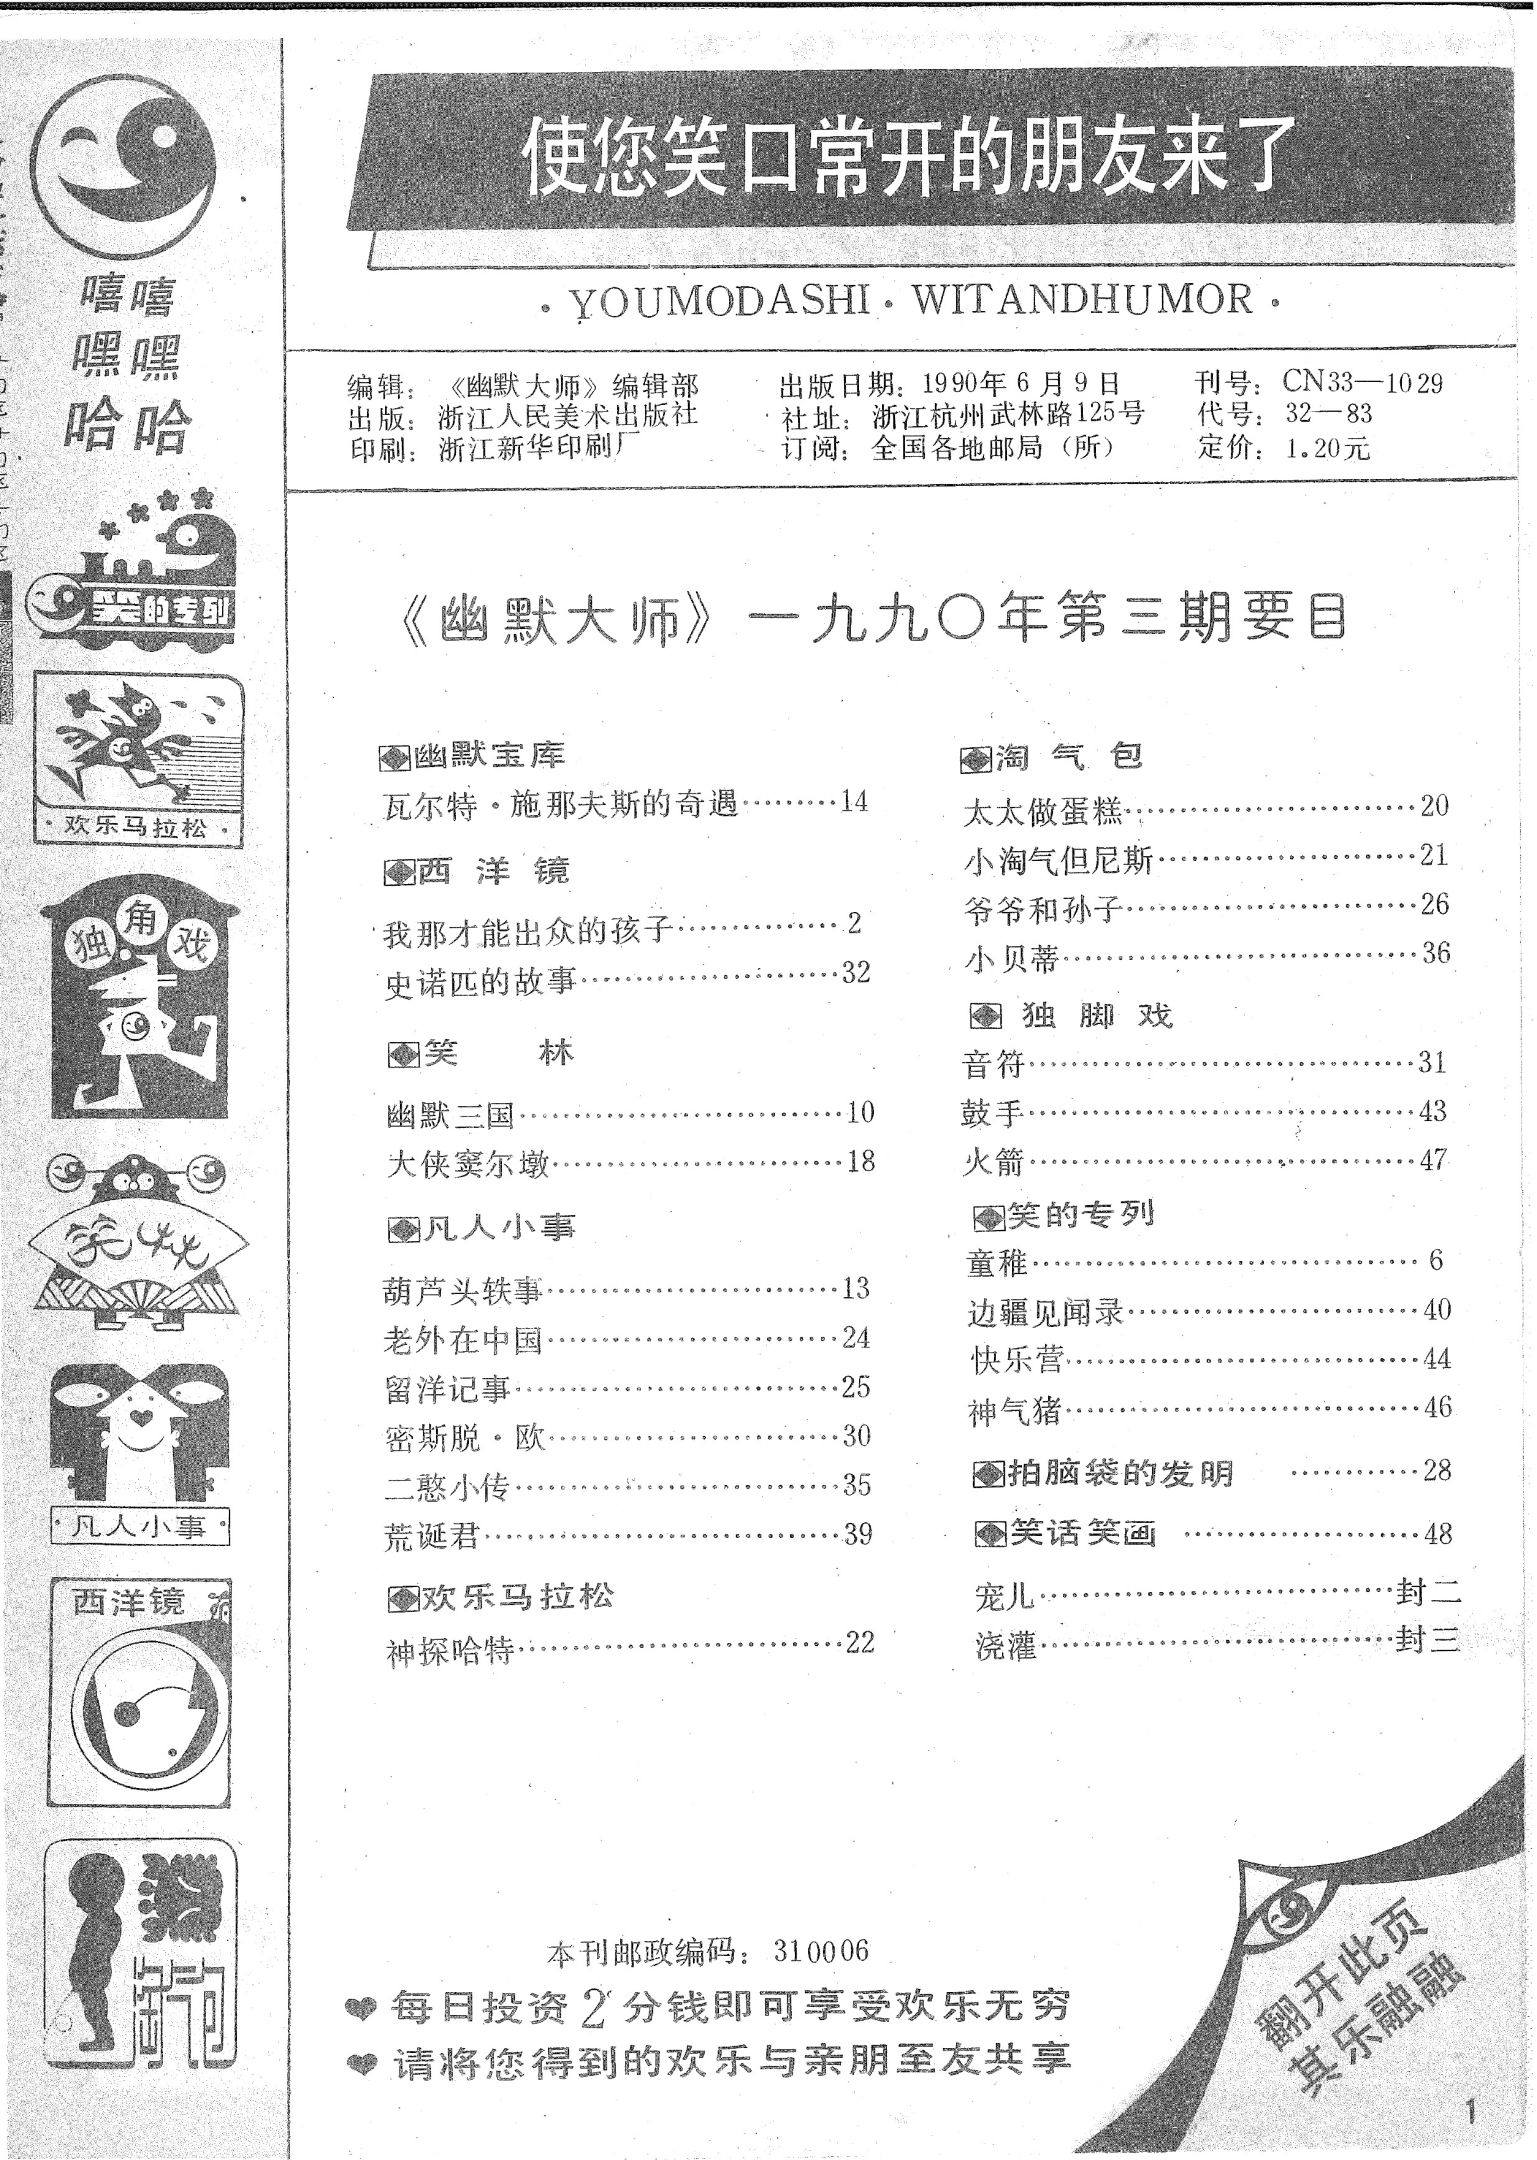 使您笑口常开的朋友来了
·YOUMODASHI·WITANDHUMOR·
编辑：《幽默大师》编辑部
出版：浙江人民美术出版社
印刷：浙江新华印刷厂
出版日期：1990年6月9日
社址：浙江杭州武林路125号
订阅：全国各地邮局（所）
刊号：CN33—1029
代号：32—83
定价：1.20元
嘻嘻
嘿嘿
哈哈
笑的专列
·欢乐马拉松·
独角戏
笑林
·凡人小事·
西洋镜
《幽默大师》一九九〇年第三期要目
幽默宝库
瓦尔特·施那夫斯的奇遇………14
西洋镜
我那才能出众的孩子……………2
史诺匹的故事……………………32
笑林
幽默三国…………………………10
大侠窦尔墩………………………18
凡人小事
葫芦头轶事………………………13
老外在中国………………………24
留洋记事…………………………25
密斯脱·欧………………………30
二憨小传…………………………35
荒诞君……………………………39
欢乐马拉松
神探哈特…………………………22
淘气包
太太做蛋糕………………………20
小淘气但尼斯……………………21
爷爷和孙子………………………26
小贝蒂……………………………36
独脚戏
音符………………………………31
鼓手………………………………43
火箭………………………………47
笑的专列
童稚………………………………6
边疆见闻录………………………40
快乐营……………………………44
神气猪……………………………46
拍脑袋的发明…………28
笑话笑画…………………48
宠儿……………………………封二
浇灌……………………………封三
本刊邮政编码：310006
每日投资2分钱即可享受欢乐无穷
请将您得到的欢乐与亲朋至友共享
翻开此页
其乐融融
1